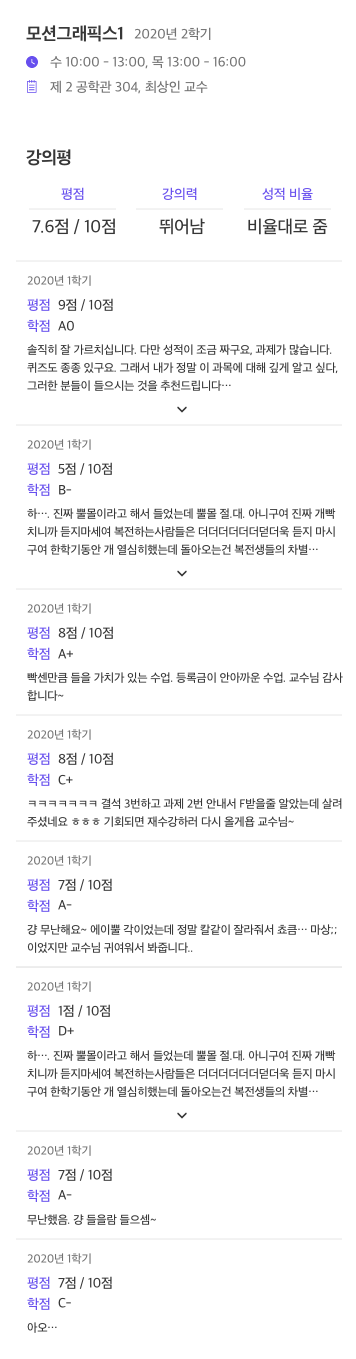 모션그래픽스1 2020년 2학기
수 10:00 - 13:00, 목 13:00 - 16:00
제 2 공학관 304, 최상인 교수
강의평
평점 강의력 성적 비율
7.6점 / 10점 뛰어남 비율대로 줌
2020년 1학기
평점 9점 / 10점
학점 A0
솔직히 잘 가르치십니다. 다만 성적이 조금 짜구요, 과제가 많습니다.
퀴즈도 종종 있구요. 그래서 내가 정말 이 과목에 대해 깊게 알고 싶다,
그러한 분들이 들으시는 것을 추천드립니다…
2020년 1학기
평점 5점 / 10점
학점 B-
하…. 진짜 뿔몰이라고 해서 들었는데 뿔몰 절.대. 아니구여 진짜 개빡
치니까 듣지마세여 복전하는사람들은 더더더더더더덛더욱 듣지 마시
구여 한학기동안 개 열심히했는데 돌아오는건 복전생들의 차별…
2020년 1학기
평점 8점 / 10점
학점 A+
빡센만큼 들을 가치가 있는 수업. 등록금이 안아까운 수업. 교수님 감사
합니다~
2020년 1학기
평점 8점 / 10점
학점 C+
ㅋㅋㅋㅋㅋㅋㅋ 결석 3번하고 과제 2번 안내서 F받을줄 알았는데 살려
주셨네요 ㅎㅎㅎ 기회되면 재수강하러 다시 올게욥 교수님~
2020년 1학기
평점 7점 / 10점
학점 A-
걍 무난해요~ 에이뿔 각이었는데 정말 칼같이 잘라줘서 쵸큼… 마상;;
이었지만 교수님 귀여워서 봐줍니다..
2020년 1학기
평점 1점 / 10점
학점 D+
하…. 진짜 뿔몰이라고 해서 들었는데 뿔몰 절.대. 아니구여 진짜 개빡
치니까 듣지마세여 복전하는사람들은 더더더더더더덛더욱 듣지 마시
구여 한학기동안 개 열심히했는데 돌아오는건 복전생들의 차별…
2020년 1학기
평점 7점 / 10점
학점 A-
무난했음. 걍 들을람 들으셈~
2020년 1학기
평점 7점 / 10점
학점 C-
아오…